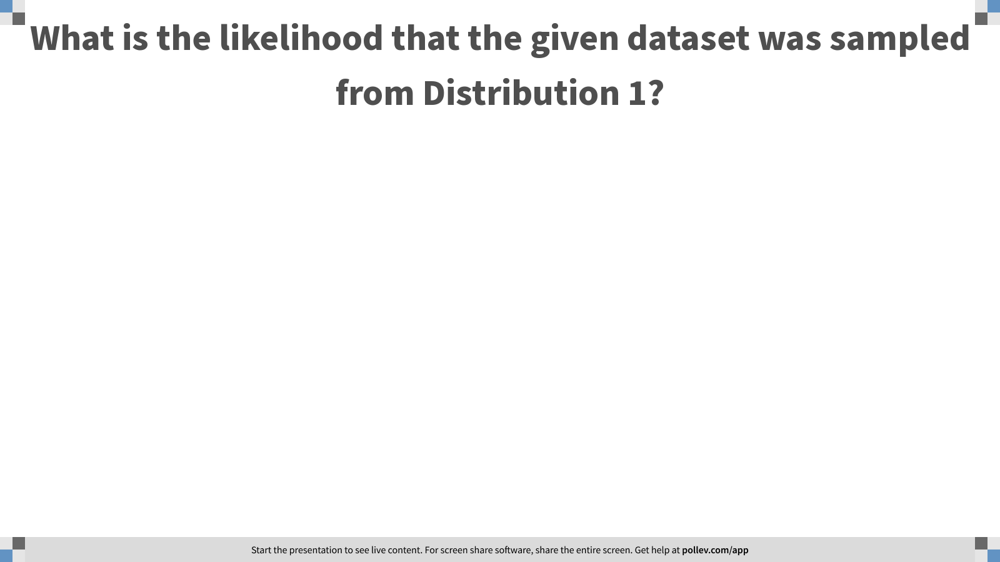 What is the likelihood that the given dataset was sampled
from Distribution 1?
Start the presentation to see live content. For screen share software, share the entire screen. Get help at pollev.com/app